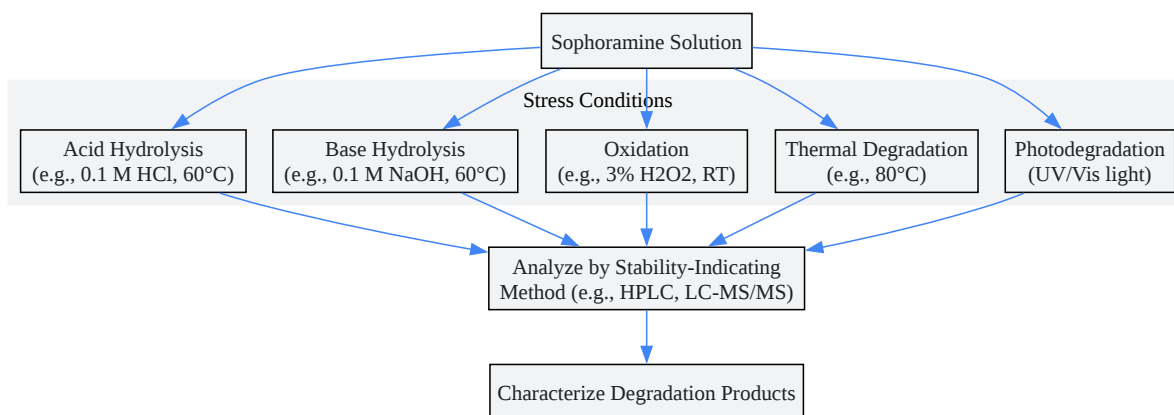 Sophoramine Solution
Stress Conditions
Acid Hydrolysis
(e.g., 0.1 M HCl, 60°C)
Base Hydrolysis
(e.g., 0.1 M NaOH, 60°C)
Oxidation
(e.g., 3% H2O2, RT)
Thermal Degradation
(e.g., 80°C)
Photodegradation
(UV/Vis light)
Analyze by Stability-Indicating
Method (e.g., HPLC, LC-MS/MS)
Characterize Degradation Products